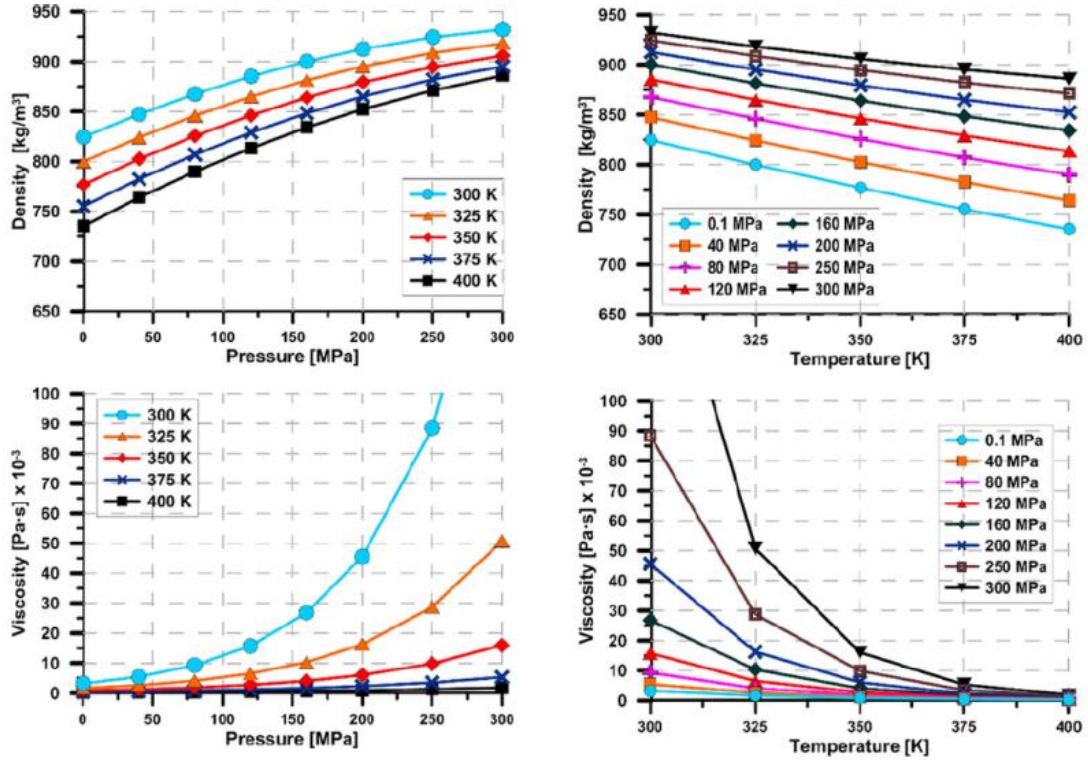 950
900
850
800
750
700
650
Density [kg/m³]
0 50 100 150 200 250 300
Pressure [MPa]
300 K
325 K
350 K
375 K
400 K
950
900
850
800
750
700
650
Density [kg/m³]
300 325 350 375 400
Temperature [K]
0.1 MPa 160 MPa
40 MPa 200 MPa
80 MPa 250 MPa
120 MPa 300 MPa
100
90
80
70
60
50
40
30
20
10
0
Viscosity [Pa·s] x 10⁻³
0 50 100 150 200 250 300
Pressure [MPa]
300 K
325 K
350 K
375 K
400 K
100
90
80
70
60
50
40
30
20
10
0
Viscosity [Pa·s] x 10⁻³
300 325 350 375 400
Temperature [K]
0.1 MPa
40 MPa
80 MPa
120 MPa
160 MPa
200 MPa
250 MPa
300 MPa